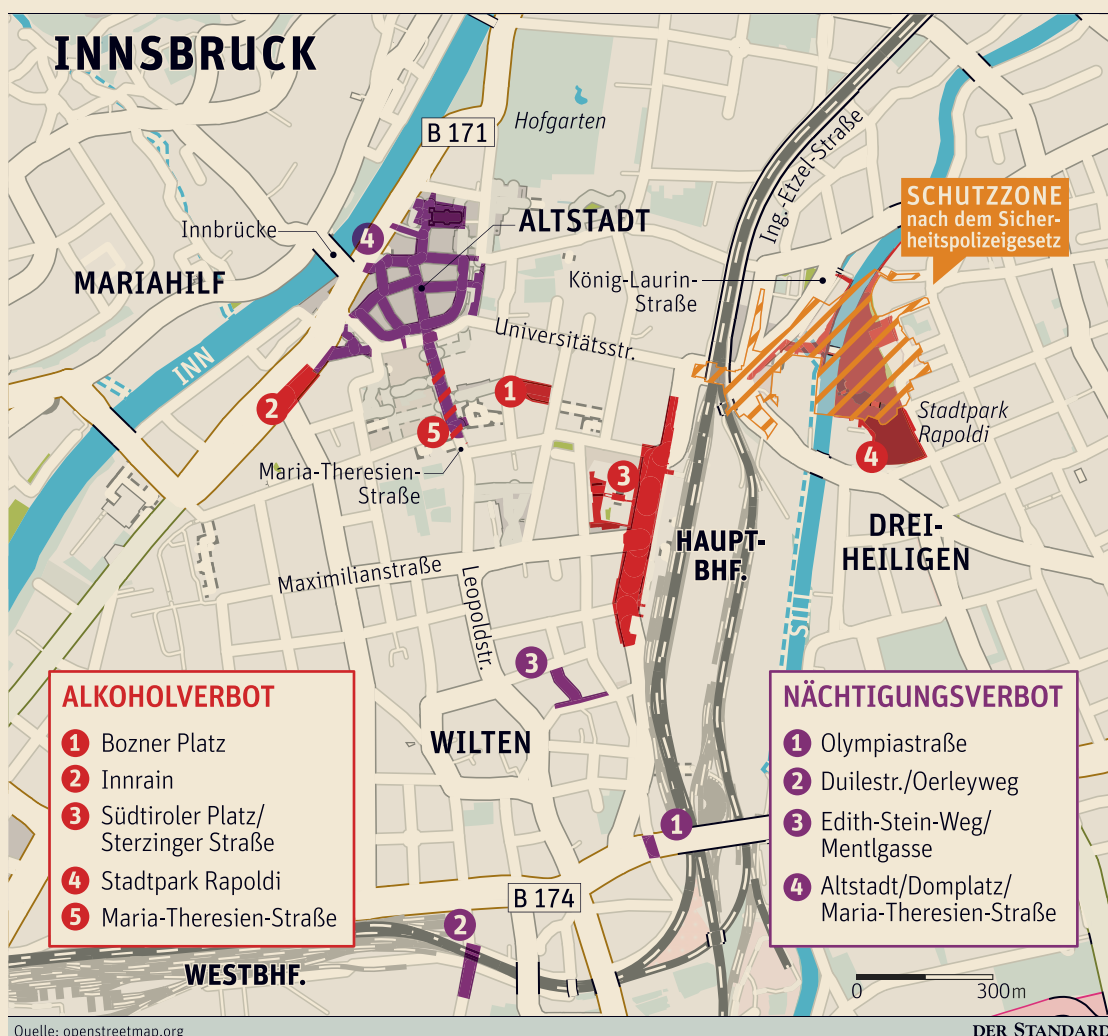 INNSBRUCK
B 171
Hofgarten
Ing.-Etzel-Straße
SCHUTZZONE
nach dem Sicher-
heitspolizeigesetz
Innbrücke
4
ALTSTADT
MARIAHILF
König-Laurin-
Straße
Universitätsstr.
INN
1
2
5
Stadtpark
Rapoldi
4
Maria-Theresien-
Straße
3
HAUPT-
BHF.
DREI-
HEILIGEN
Maximilianstraße
Leopoldstr.
SILL
3
WILTEN
ALKOHOLVERBOT
1 Bozner Platz
2 Innrain
3 Südtiroler Platz/
Sterzinger Straße
4 Stadtpark Rapoldi
5 Maria-Theresien-Straße
NÄCHTIGUNGSVERBOT
1 Olympiastraße
2 Duilestr./Oerleyweg
3 Edith-Stein-Weg/
Mentlgasse
4 Altstadt/Domplatz/
Maria-Theresien-Straße
1
B 174
2
WESTBHF.
0 300m
Quelle: openstreetmap.org
DER STANDARD